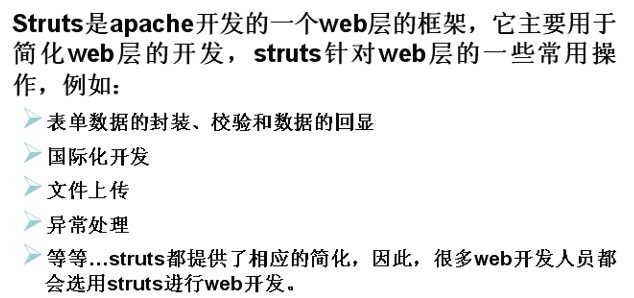 Struts是apache开发的一个web层的框架，它主要用于
简化web层的开发，struts针对web层的一些常用操
作，例如：
表单数据的封装、校验和数据的回显
国际化开发
文件上传
异常处理
等等...struts都提供了相应的简化，因此，很多web开发人员都
会选用struts进行web开发。